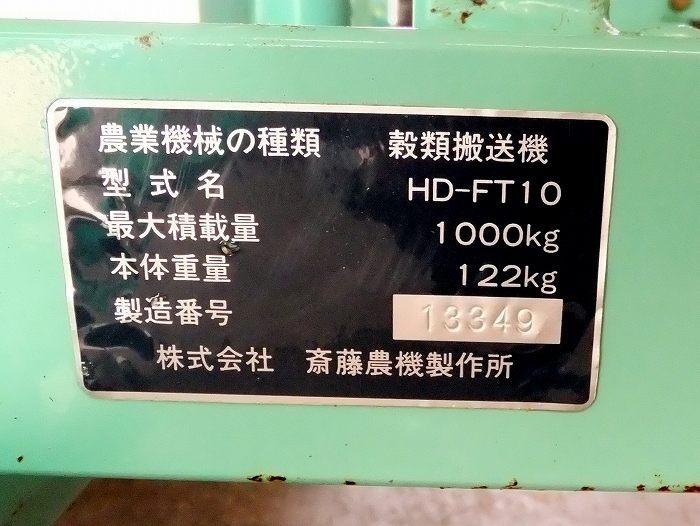 農業機械の種類 穀類搬送機
型式名 HD-FT10
最大積載量 1000kg
本体重量 122kg
製造番号 13349
株式会社 斎藤農機製作所